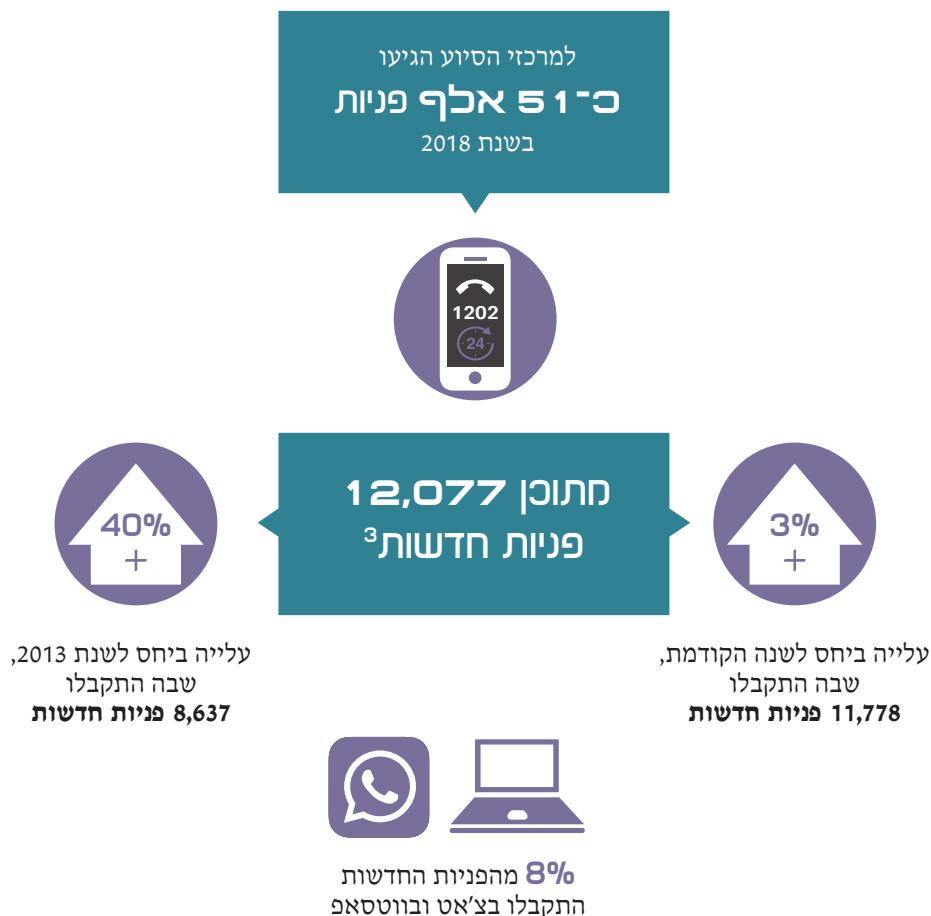 למרכזי הסיוע הגיעו
כ־51 אלף פניות
בשנת 2018
1202
24
מתוכן 12,077
פניות חדשות³
3%
+
עלייה ביחס לשנה הקודמת,
שבה התקבלו
11,778 פניות חדשות
40%
+
עלייה ביחס לשנת 2013,
שבה התקבלו
8,637 פניות חדשות
8% מהפניות החדשות
התקבלו בצ'אט ובווטסאפ